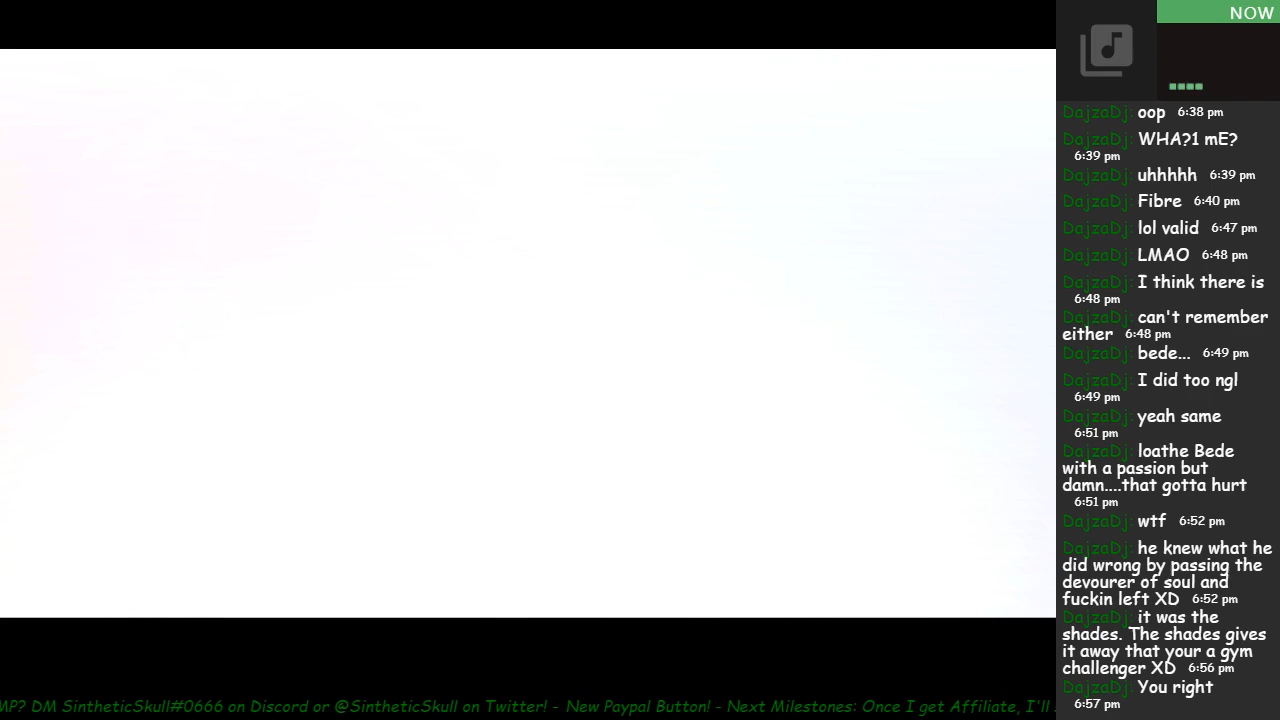 NOW
DajzaDj: oop 6:38 pm
DajzaDj: WHA?1 mE?
6:39 pm
DajzaDj: uhhhhh 6:39 pm
DajzaDj: Fibre 6:40 pm
DajzaDj: lol valid 6:47 pm
DajzaDj: LMAO 6:48 pm
DajzaDj: I think there is
6:48 pm
DajzaDj: can't remember
either 6:48 pm
DajzaDj: bede... 6:49 pm
DajzaDj: I did too ngl
6:49 pm
DajzaDj: yeah same
6:51 pm
DajzaDj: loathe Bede
with a passion but
damn....that gotta hurt
6:51 pm
DajzaDj: wtf 6:52 pm
DajzaDj: he knew what he
did wrong by passing the
devourer of soul and
fuckin left XD 6:52 pm
DajzaDj: it was the
shades. The shades gives
it away that your a gym
challenger XD 6:56 pm
DajzaDj: You right
6:57 pm
MP? DM SintheticSkull#0666 on Discord or @SintheticSkull on Twitter! - New Paypal Button! - Next Milestones: Once I get Affiliate, I'll